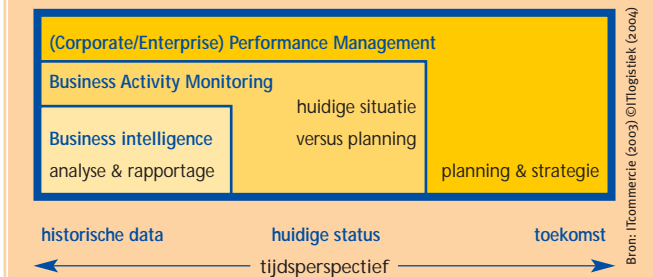 (Corporate/Enterprise) Performance Management
Business Activity Monitoring
huidige situatie
versus planning
Business intelligence
analyse & rapportage
planning & strategie
historische data
huidige status
toekomst
tijdsperspectief
Bron: ITcommercie (2003) ©ITlogistiek (2004)